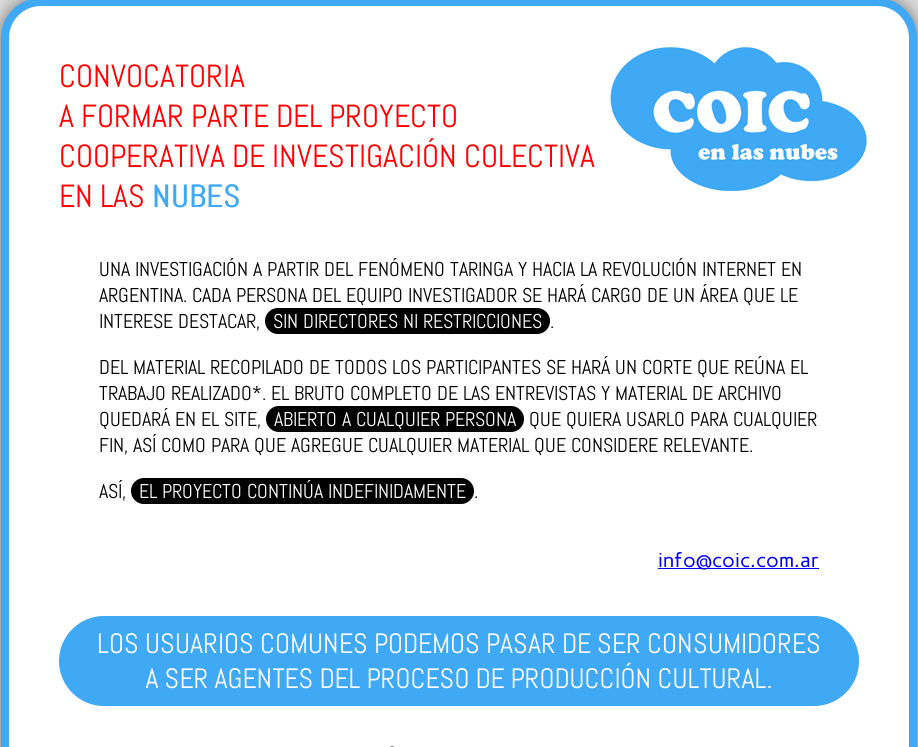 CONVOCATORIA
A FORMAR PARTE DEL PROYECTO
COOPERATIVA DE INVESTIGACIÓN COLECTIVA
EN LAS NUBES
COIC
en las nubes
UNA INVESTIGACIÓN A PARTIR DEL FENÓMENO TARINGA Y HACIA LA REVOLUCIÓN INTERNET EN
ARGENTINA. CADA PERSONA DEL EQUIPO INVESTIGADOR SE HARÁ CARGO DE UN ÁREA QUE LE
INTERESE DESTACAR, SIN DIRECTORES NI RESTRICCIONES.
DEL MATERIAL RECOPILADO DE TODOS LOS PARTICIPANTES SE HARÁ UN CORTE QUE REÚNA EL
TRABAJO REALIZADO*. EL BRUTO COMPLETO DE LAS ENTREVISTAS Y MATERIAL DE ARCHIVO
QUEDARÁ EN EL SITE, ABIERTO A CUALQUIER PERSONA QUE QUIERA USARLO PARA CUALQUIER
FIN, ASÍ COMO PARA QUE AGREGUE CUALQUIER MATERIAL QUE CONSIDERE RELEVANTE.
ASÍ, EL PROYECTO CONTINÚA INDEFINIDAMENTE.
info@coic.com.ar
LOS USUARIOS COMUNES PODEMOS PASAR DE SER CONSUMIDORES
A SER AGENTES DEL PROCESO DE PRODUCCIÓN CULTURAL.